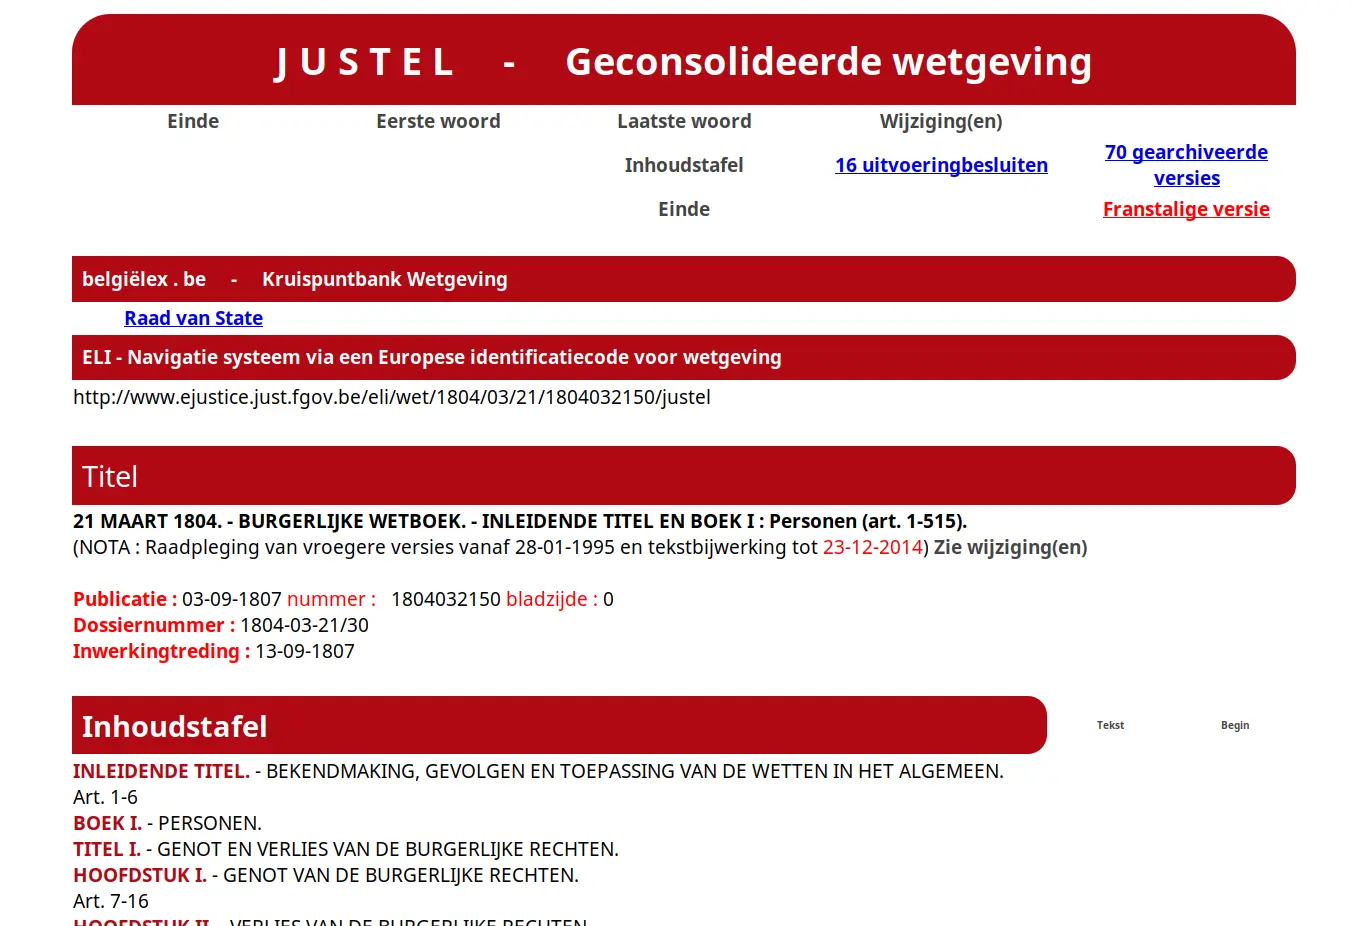 J U S T E L - Geconsolideerde wetgeving
Einde Eerste woord Laatste woord Wijziging(en)
Inhoudstafel 16 uitvoeringbesluiten 70 gearchiveerde versies
Einde Franstalige versie
belgiëlex . be - Kruispuntbank Wetgeving
Raad van State
ELI - Navigatie systeem via een Europese identificatiecode voor wetgeving
http://www.ejustice.just.fgov.be/eli/wet/1804/03/21/1804032150/justel
Titel
21 MAART 1804. - BURGERLIJKE WETBOEK. - INLEIDENDE TITEL EN BOEK I : Personen (art. 1-515).
(NOTA : Raadpleging van vroegere versies vanaf 28-01-1995 en tekstbijwerking tot 23-12-2014) Zie wijziging(en)
Publicatie : 03-09-1807 nummer : 1804032150 bladzijde : 0
Dossiernummer : 1804-03-21/30
Inwerkingtreding : 13-09-1807
Inhoudstafel Tekst Begin
INLEIDENDE TITEL. - BEKENDMAKING, GEVOLGEN EN TOEPASSING VAN DE WETTEN IN HET ALGEMEEN.
Art. 1-6
BOEK I. - PERSONEN.
TITEL I. - GENOT EN VERLIES VAN DE BURGERLIJKE RECHTEN.
HOOFDSTUK I. - GENOT VAN DE BURGERLIJKE RECHTEN.
Art. 7-16
HOOFDSTUK II. - VERLIES VAN DE BURGERLIJKE RECHTEN.